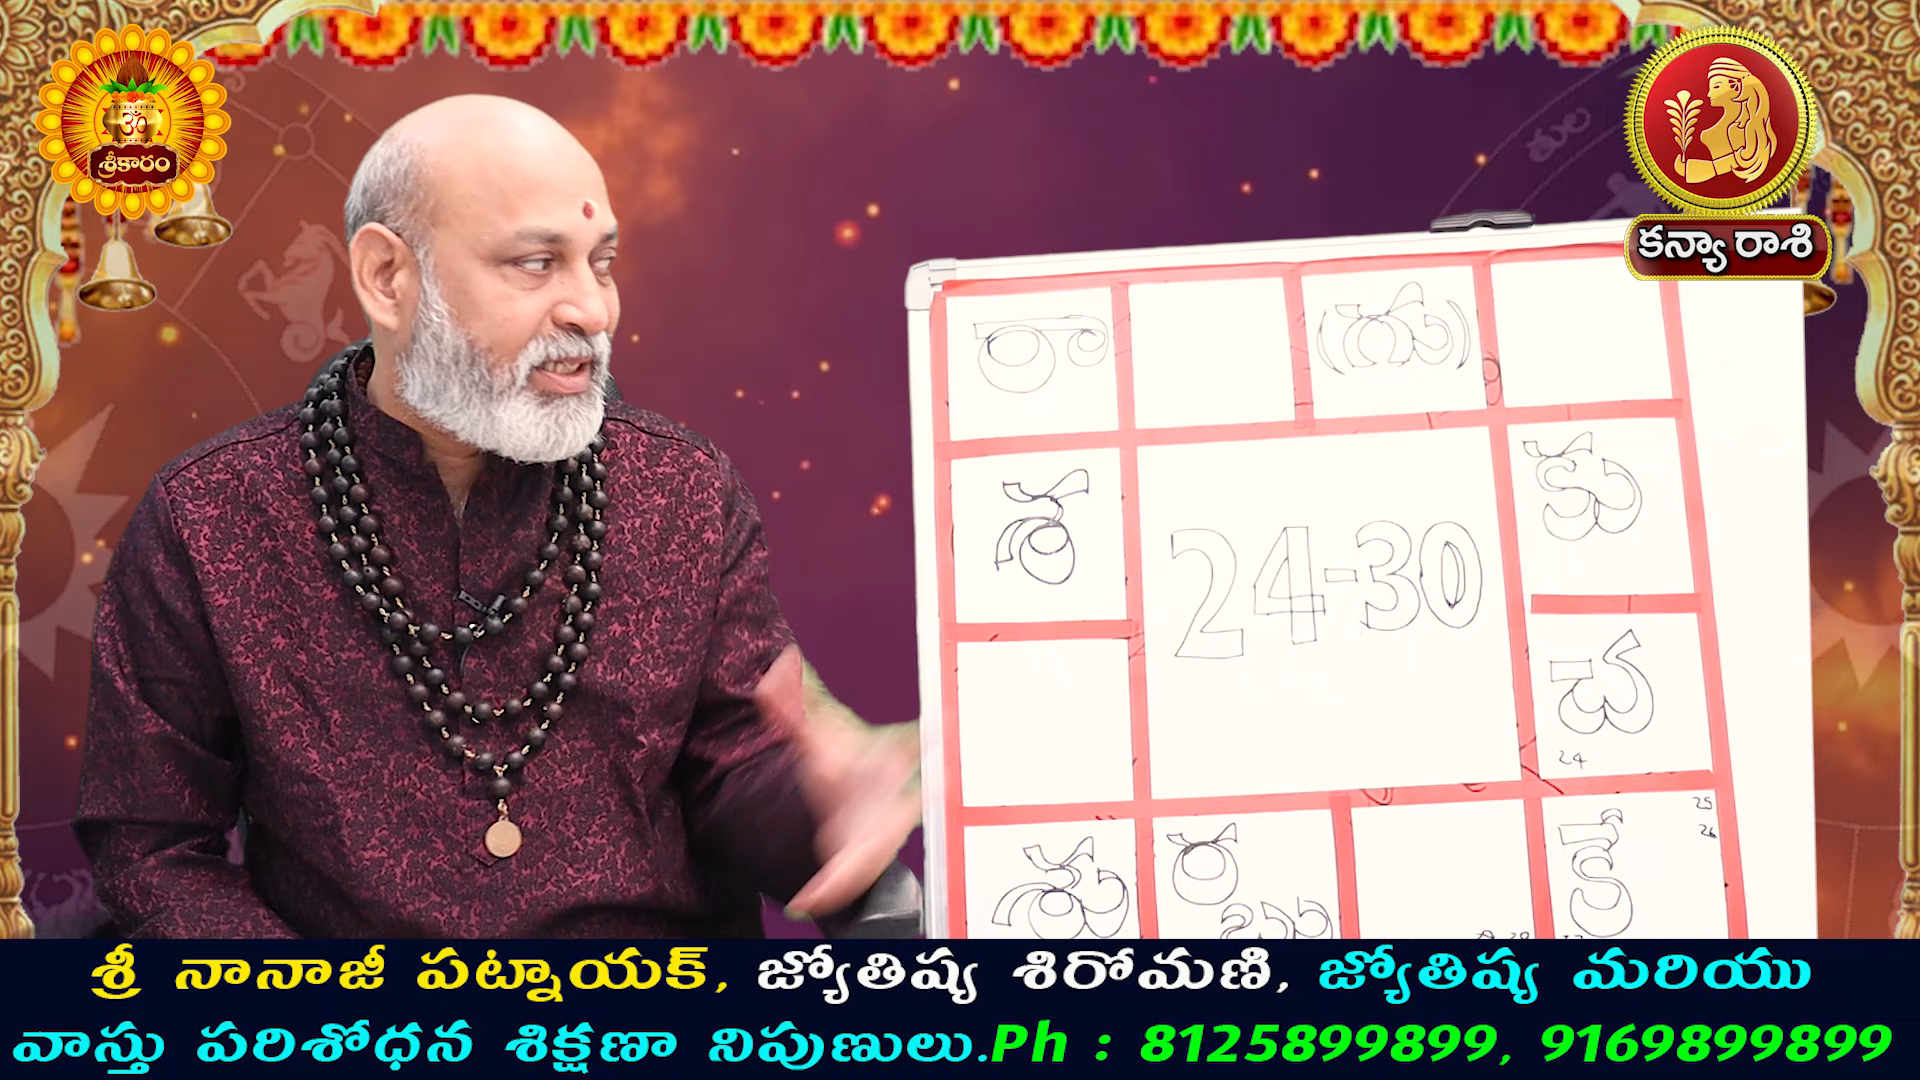 శ్రీకారం
తుల
కన్యా రాశి
రా
(గు)
కు
శ
24-30
చ
24
25
26
శు
ర
బు
కే
శ్రీ నానాజీ పట్నాయక్, జ్యోతిష్య శిరోమణి, జ్యోతిష్య మరియు
వాస్తు పరిశోధన శిక్షణా నిపుణులు.Ph : 8125899899, 9169899899